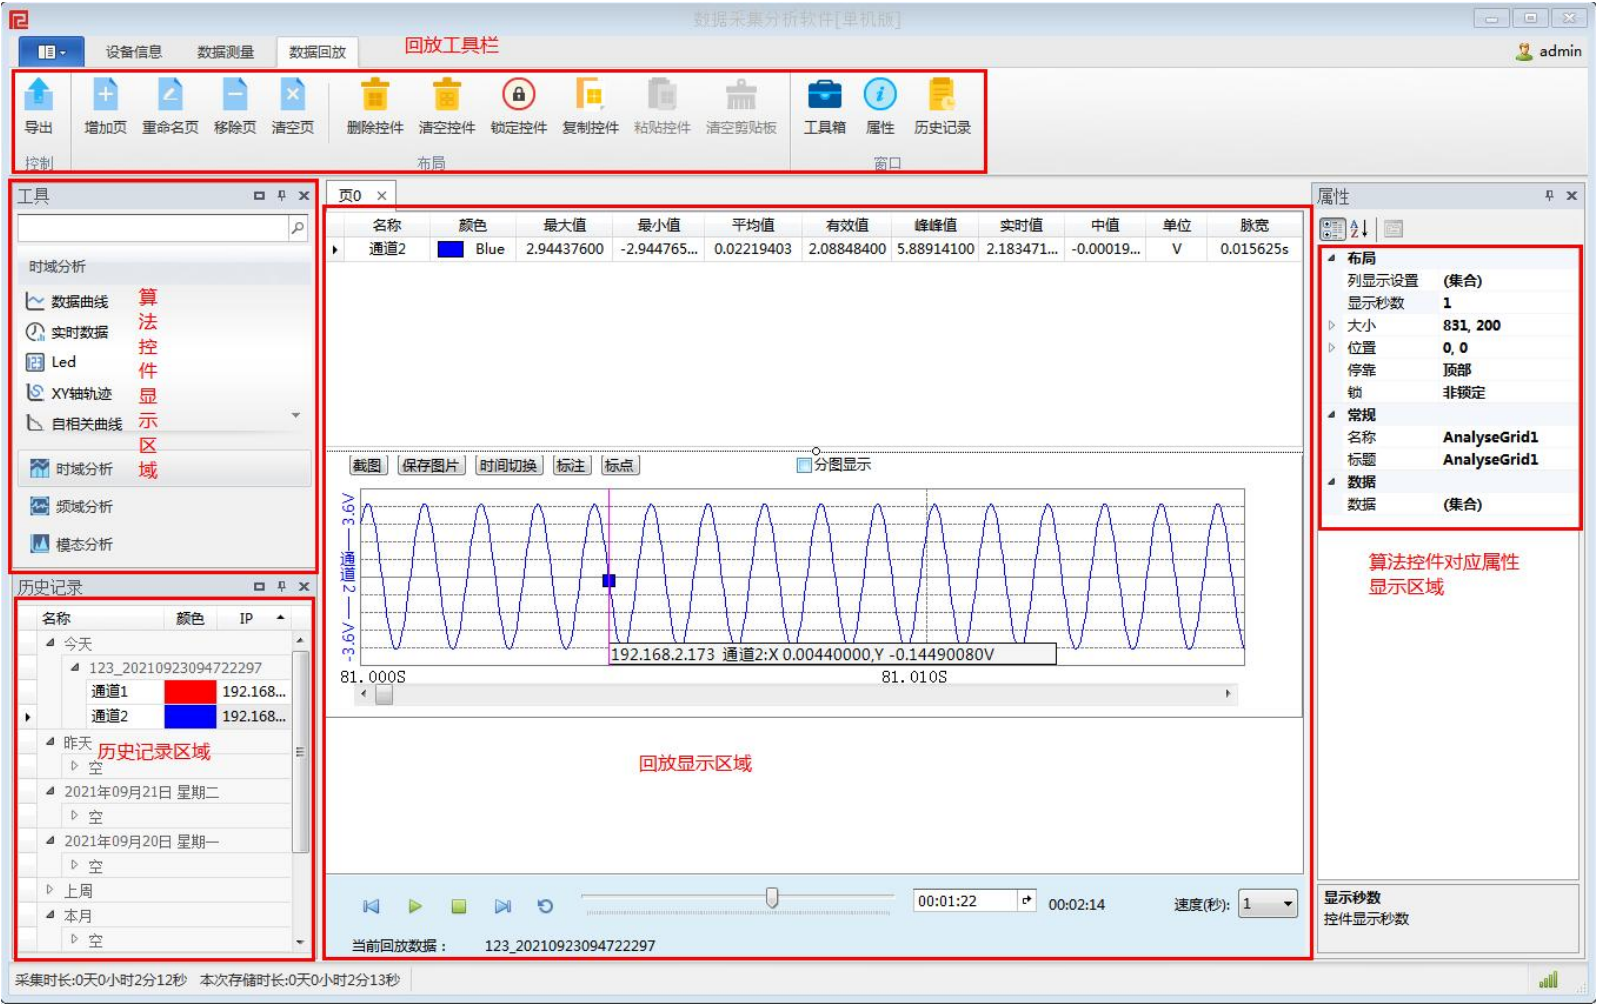 数据采集分析软件[单机版]
设备信息 数据测量 数据回放 回放工具栏 admin
导出 增加页 重命名页 移除页 清空页 删除控件 清空控件 锁定控件 复制控件 粘贴控件 清空剪贴板 工具箱 属性 历史记录
控制 布局 窗口
工具
时域分析
数据曲线
实时数据
Led
XY轴轨迹
自相关曲线
时域分析
频域分析
模态分析
算法控件显示区域
历史记录
名称 颜色 IP
今天
123_20210923094722297
通道1 192.168...
通道2 192.168...
昨天
空
历史记录区域
2021年09月21日 星期二
空
2021年09月20日 星期一
空
上周
本月
空
页0
名称 颜色 最大值 最小值 平均值 有效值 峰峰值 实时值 中值 单位 脉宽
通道2 Blue 2.94437600 -2.944765... 0.02219403 2.08848400 5.88914100 2.183471... -0.00019... V 0.015625s
截图 保存图片 时间切换 标注 标点 分图显示
-3.6V — 通道 2 — 3.6V
192.168.2.173 通道2:X 0.00440000,Y -0.14490080V
81.000S 81.010S
回放显示区域
00:01:22 00:02:14 速度(秒): 1
当前回放数据： 123_20210923094722297
属性
布局
列显示设置 (集合)
显示秒数 1
大小 831, 200
位置 0, 0
停靠 顶部
锁 非锁定
常规
名称 AnalyseGrid1
标题 AnalyseGrid1
数据
数据 (集合)
算法控件对应属性
显示区域
显示秒数
控件显示秒数
采集时长:0天0小时2分12秒 本次存储时长:0天0小时2分13秒